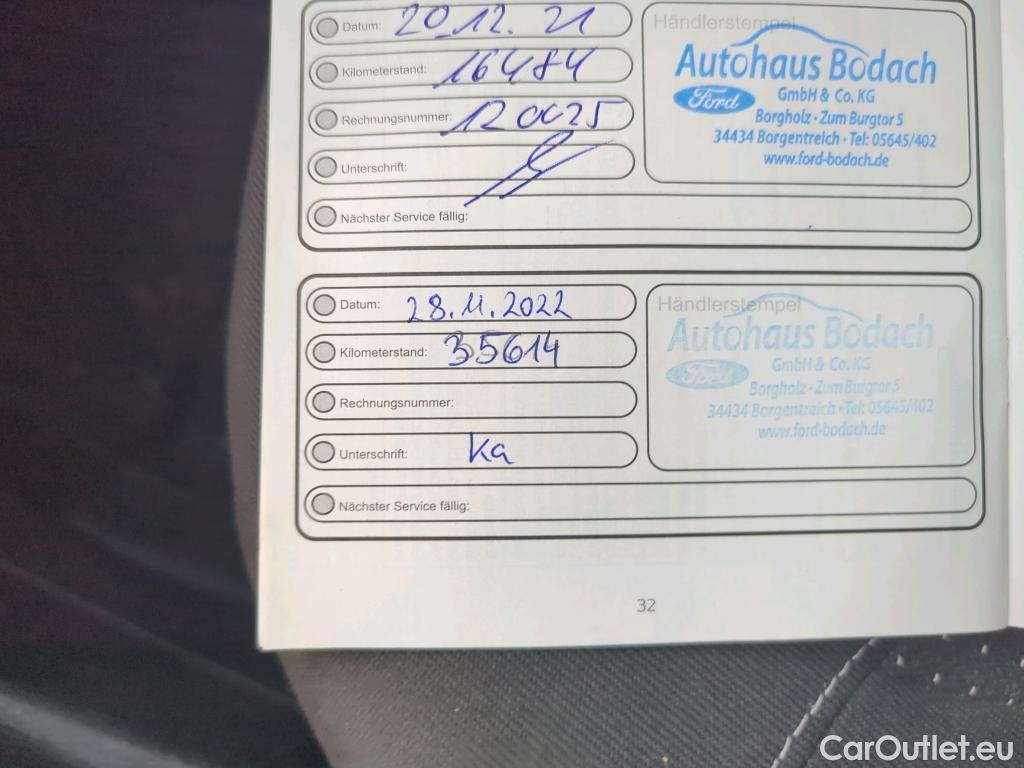 Datum: 20.12.21
Kilometerstand: 16484
Rechnungsnummer:
Unterschrift:
Nächster Service fällig:
Händlerstempel
Autohaus Bodach
Ford
GmbH & Co. KG
Borgholz · Zum Burgtor 5
34434 Borgentreich · Tel: 05645/402
www.ford-bodach.de
Datum: 28.11.2022
Kilometerstand: 35614
Rechnungsnummer:
Unterschrift: Ka
Nächster Service fällig:
Händlerstempel
Autohaus Bodach
Ford
GmbH & Co. KG
Borgholz · Zum Burgtor 5
34434 Borgentreich · Tel: 05645/402
www.ford-bodach.de
32
CarOutlet.eu